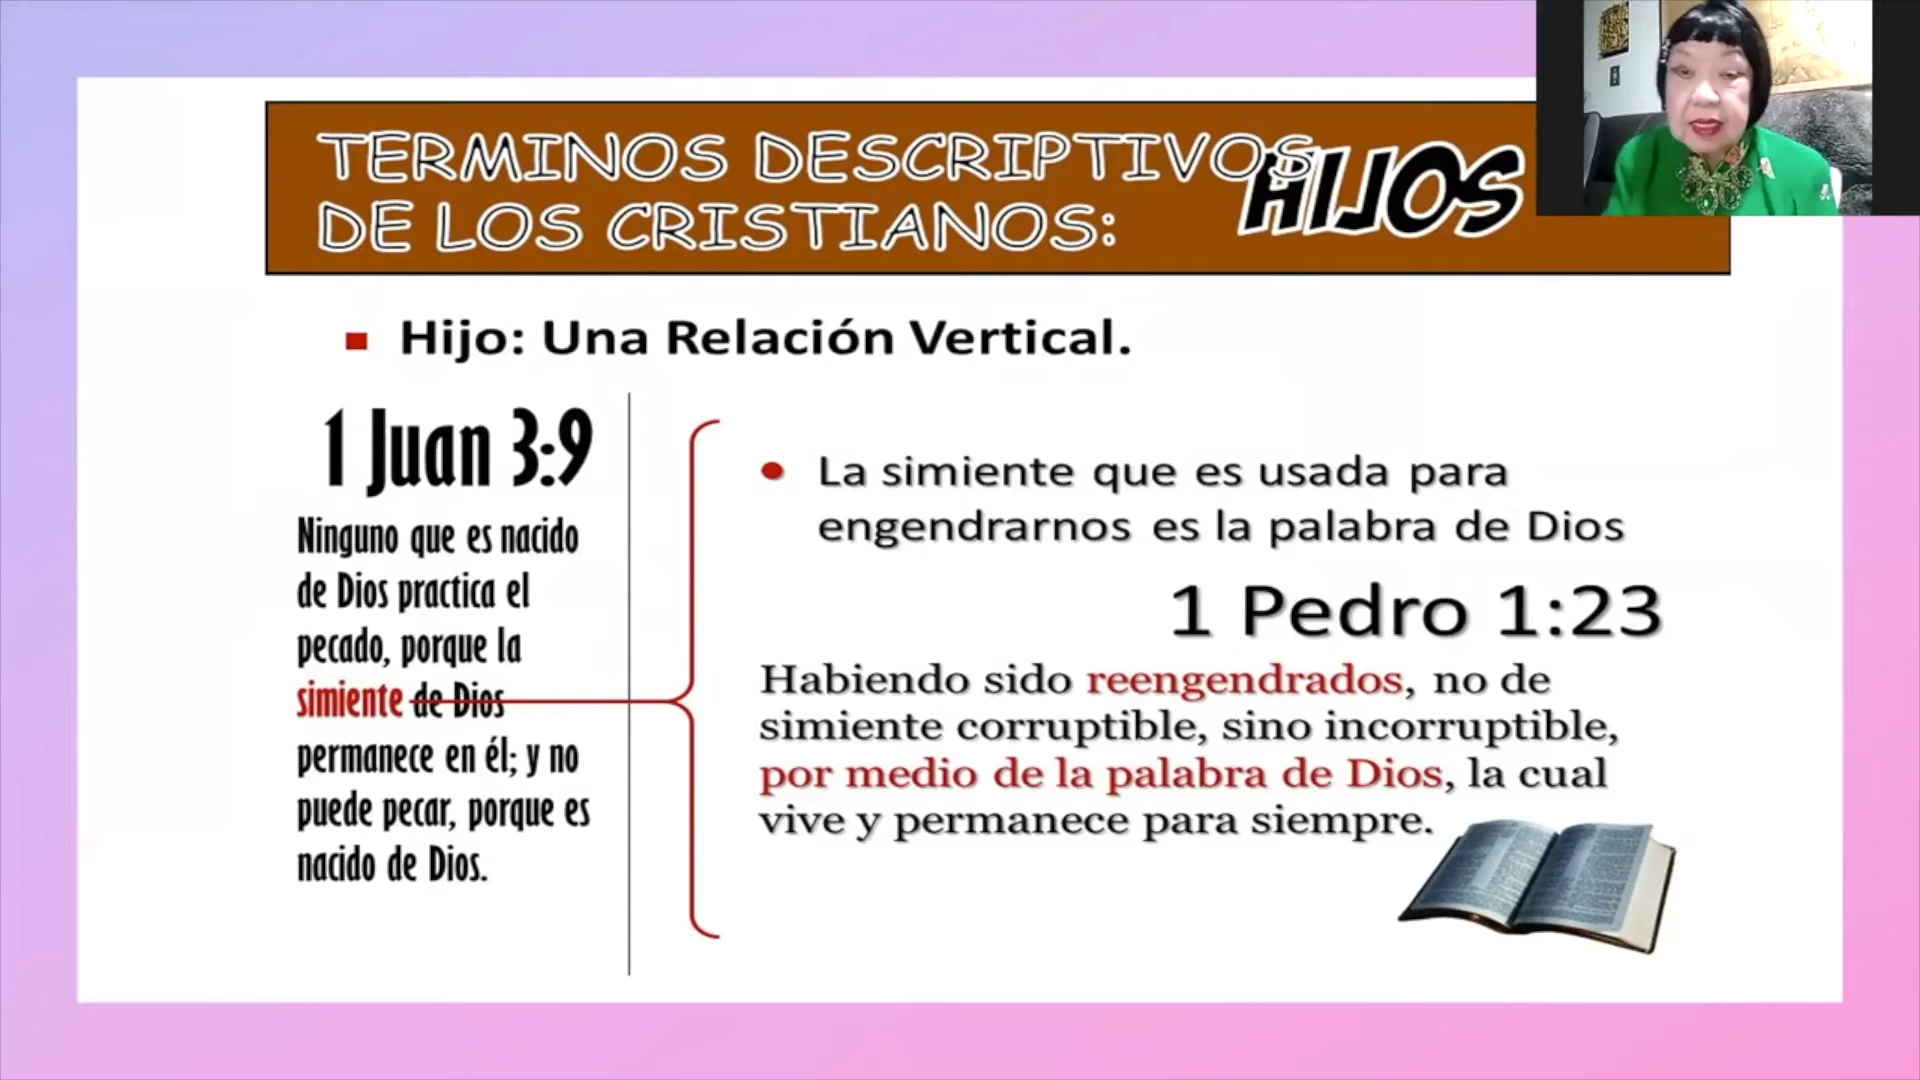 TERMINOS DESCRIPTIVOS
DE LOS CRISTIANOS:
HIJOS
Hijo: Una Relación Vertical.
1 Juan 3:9
Ninguno que es nacido
de Dios practica el
pecado, porque la
simiente de Dios
permanece en él; y no
puede pecar, porque es
nacido de Dios.
La simiente que es usada para
engendrarnos es la palabra de Dios
1 Pedro 1:23
Habiendo sido reengendrados, no de
simiente corruptible, sino incorruptible,
por medio de la palabra de Dios, la cual
vive y permanece para siempre.